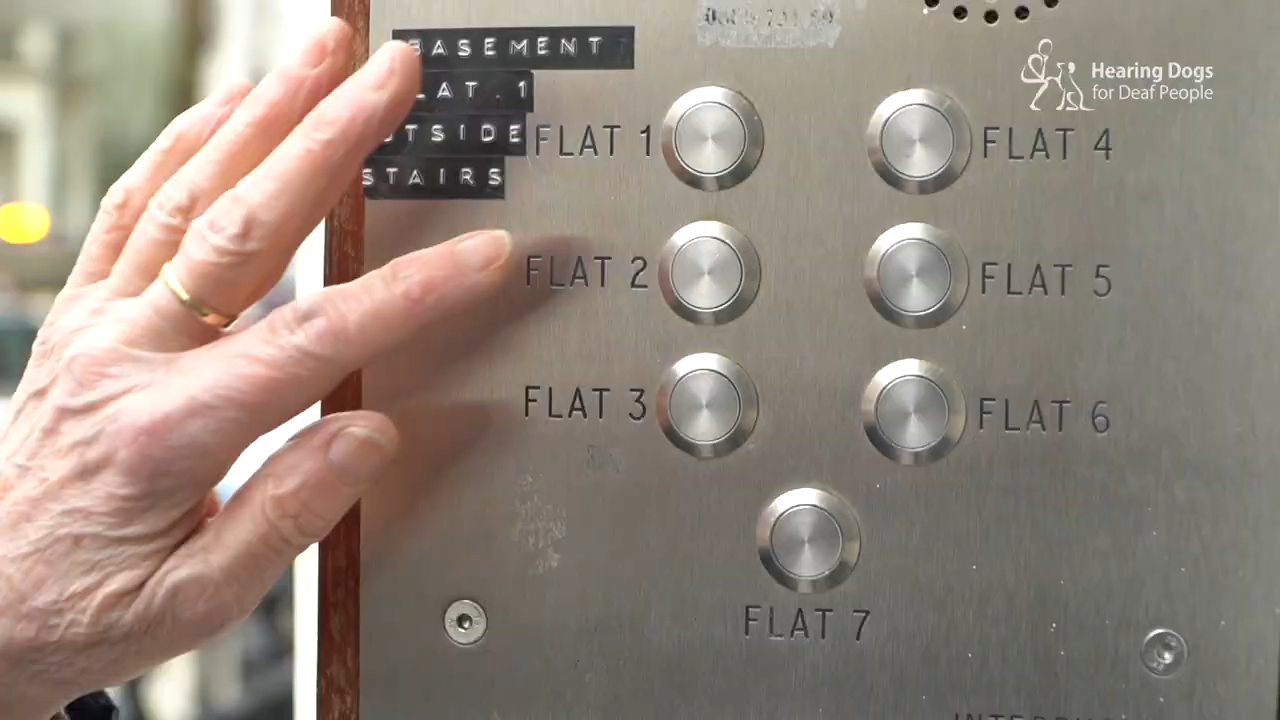 BASEMENT
LAT.1
TSIDE
STAIRS
Hearing Dogs
for Deaf People
FLAT 1
FLAT 4
FLAT 2
FLAT 5
FLAT 3
FLAT 6
FLAT 7